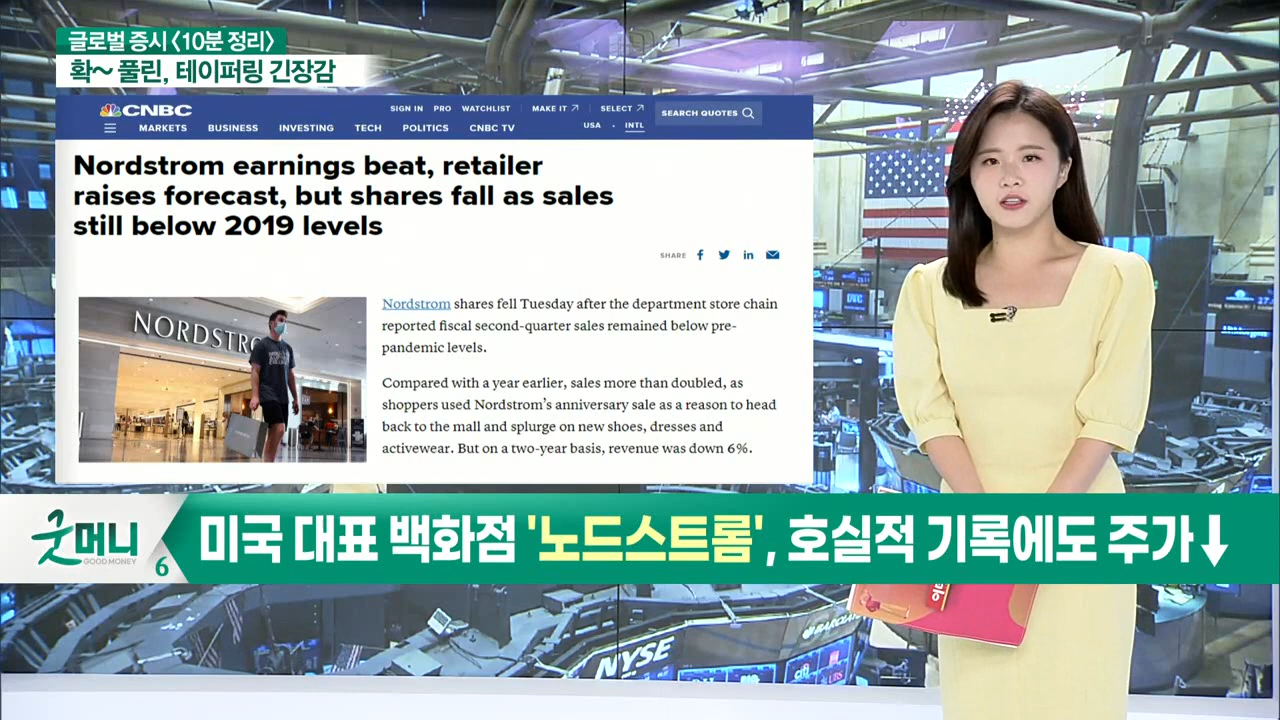 글로벌 증시 <10분 정리>
확~ 풀린, 테이퍼링 긴장감
CNBC
SIGN IN PRO WATCHLIST MAKE IT SELECT SEARCH QUOTES
MARKETS BUSINESS INVESTING TECH POLITICS CNBC TV USA · INTL
Nordstrom earnings beat, retailer
raises forecast, but shares fall as sales
still below 2019 levels
SHARE
NORDSTRO
Nordstrom shares fell Tuesday after the department store chain
reported fiscal second-quarter sales remained below pre-
pandemic levels.
Compared with a year earlier, sales more than doubled, as
shoppers used Nordstrom's anniversary sale as a reason to head
back to the mall and splurge on new shoes, dresses and
activewear. But on a two-year basis, revenue was down 6%.
굿머니
GOOD MONEY
6
미국 대표 백화점 '노드스트롬', 호실적 기록에도 주가↓
NYSE
BARCLAYS
citi
UBS